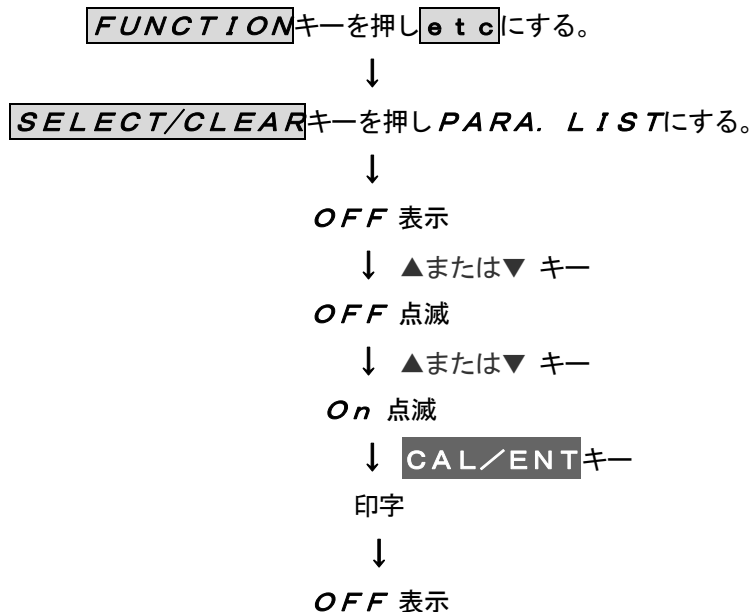 FUNCTIONキーを押しetcにする。
↓
SELECT/CLEARキーを押しPARA. LISTにする。
↓
OFF 表示
↓ ▲または▼ キー
OFF 点滅
↓ ▲または▼ キー
On 点滅
↓ CAL/ENTキー
印字
↓
OFF 表示